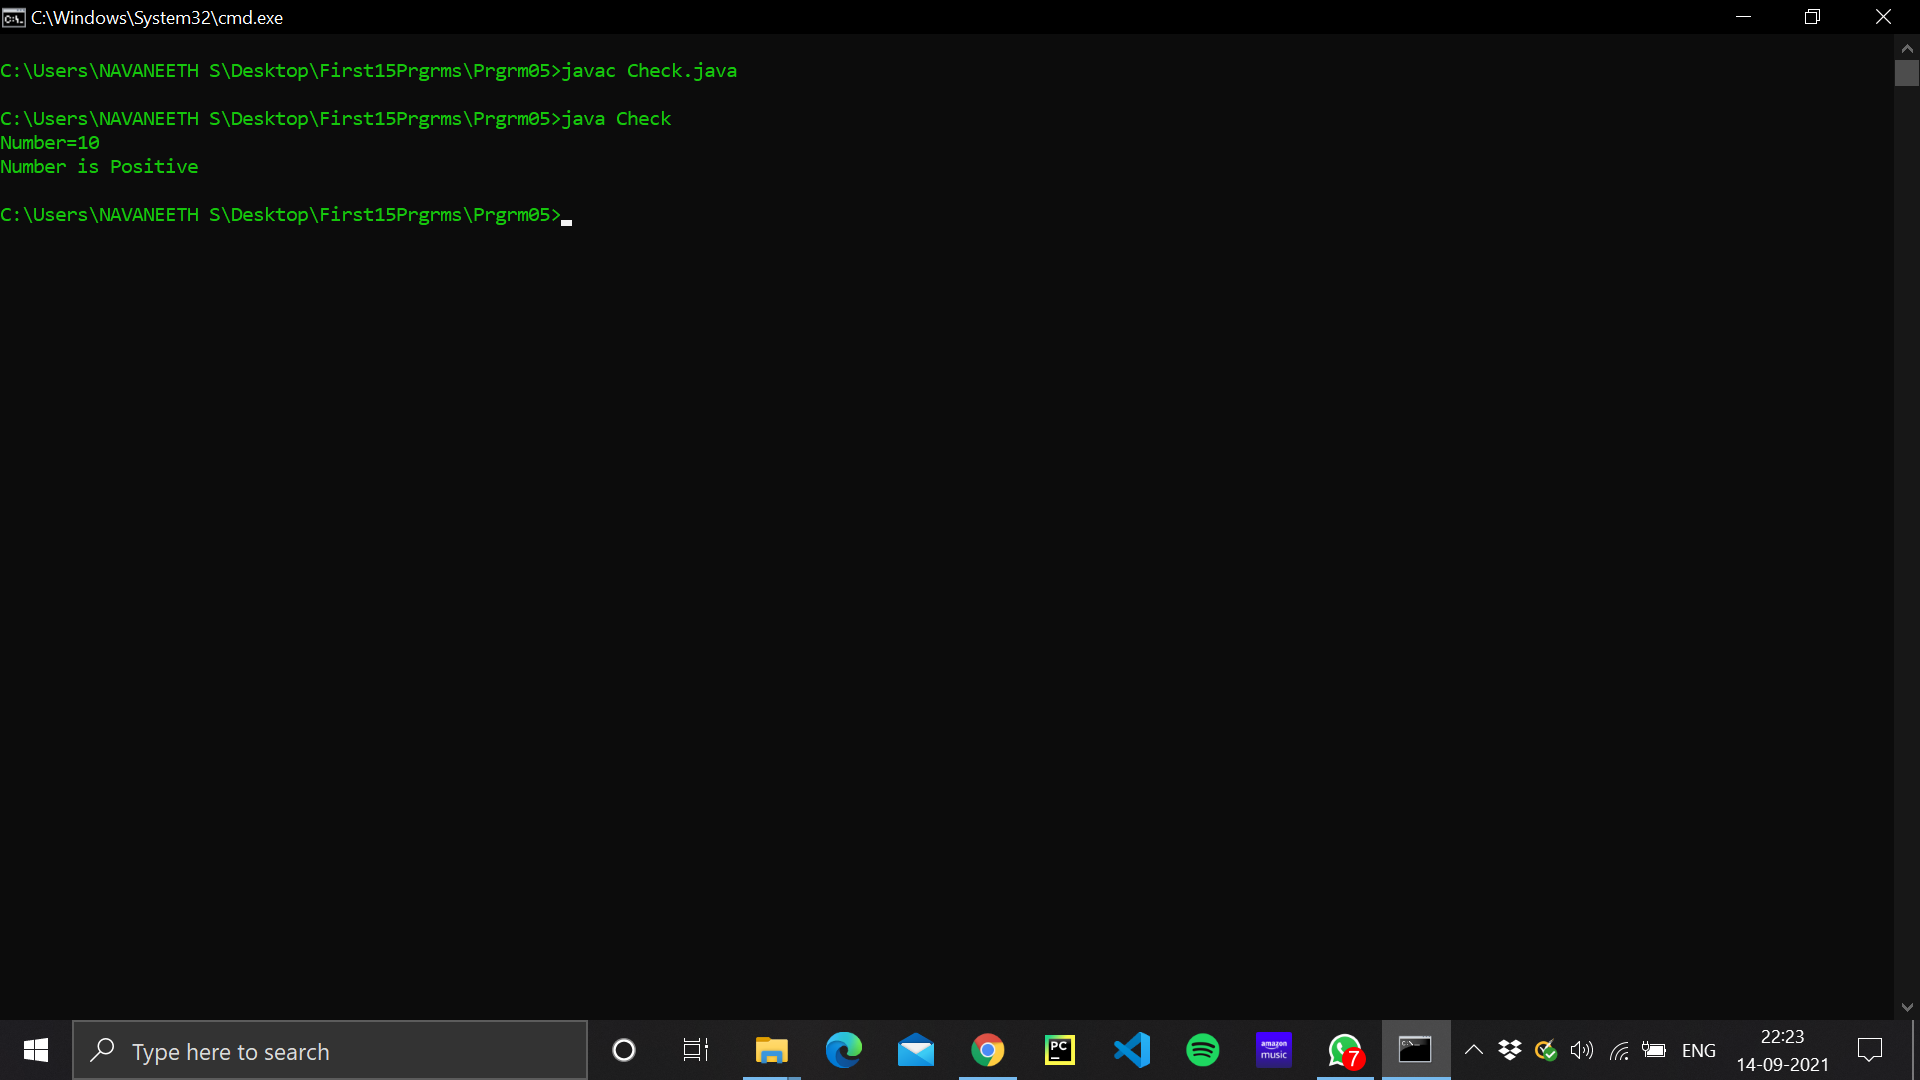 C:\Windows\System32\cmd.exe
C:\Users\NAVANEETH S\Desktop\First15Prgrms\Prgrm05>javac Check.java
C:\Users\NAVANEETH S\Desktop\First15Prgrms\Prgrm05>java Check
Number=10
Number is Positive
C:\Users\NAVANEETH S\Desktop\First15Prgrms\Prgrm05>
Type here to search
PC
amazon
music
7
ENG
22:23
14-09-2021